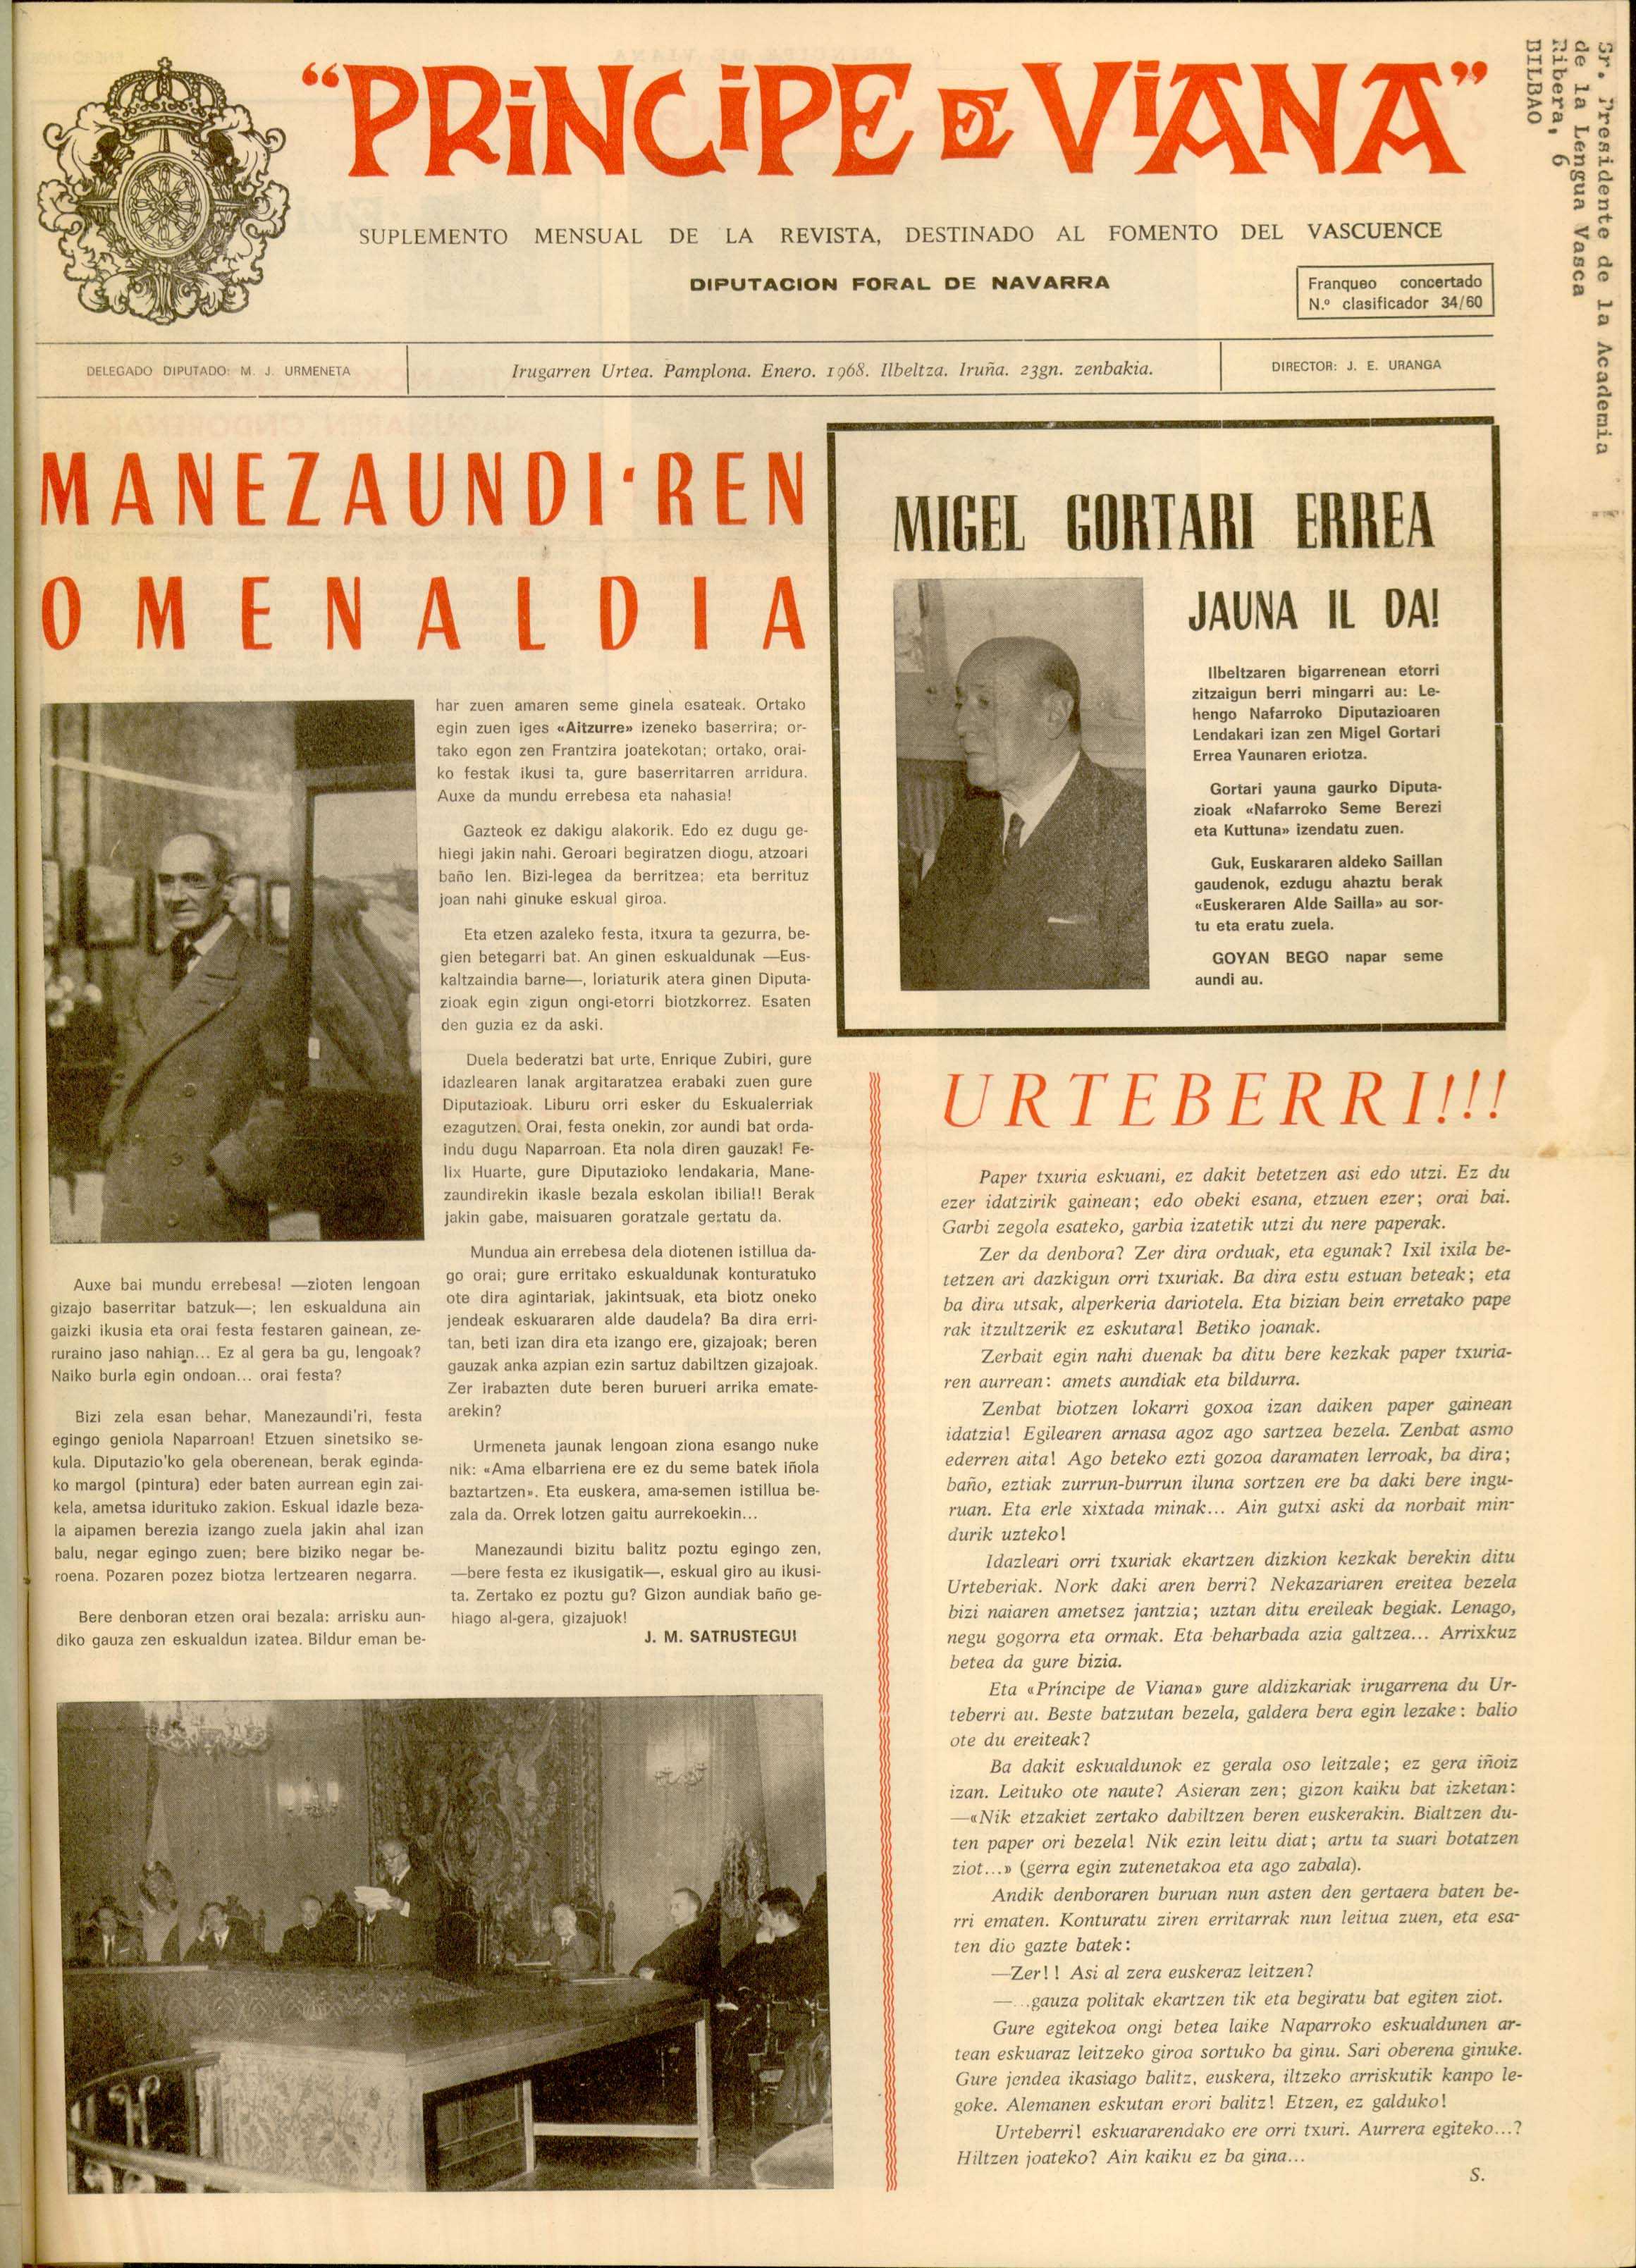 “PRiNCiPE DE ViANA”
SUPLEMENTO MENSUAL DE LA REVISTA, DESTINADO AL FOMENTO DEL VASCUENCE
DIPUTACION FORAL DE NAVARRA
Franqueo concertado
N.º clasificador 34/60
Sr. Presidente de la Academia
de la Lengua Vasca
Ribera, 6
BILBAO
DELEGADO DIPUTADO: M. J. URMENETA
Irugarren Urtea. Pamplona. Enero. 1968. Ilbeltza. Iruña. 23gn. zenbakia.
DIRECTOR: J. E. URANGA
MANEZAUNDI'REN
OMENALDIA
Auxe bai mundu errebesa! —zioten lengoan
gizajo baserritar batzuk—; len eskualduna ain
gaizki ikusia eta orai festa festaren gainean, ze-
ruraino jaso nahian... Ez al gera ba gu, lengoak?
Naiko burla egin ondoan... orai festa?
Bizi zela esan behar, Manezaundi'ri, festa
egingo geniola Naparroan! Etzuen sinetsiko se-
kula. Diputazio'ko gela oberenean, berak eginda-
ko margol (pintura) eder baten aurrean egin zai-
kela, ametsa idurituko zakion. Eskual idazle beza-
la aipamen berezia izango zuela jakin ahal izan
balu, negar egingo zuen; bere biziko negar be-
roena. Pozaren pozez biotza lertzearen negarra.
Bere denboran etzen orai bezala: arrisku aun-
diko gauza zen eskualdun izatea. Bildur eman be-
har zuen amaren seme ginela esateak. Ortako
egin zuen iges «Aitzurre» izeneko baserrira; or-
tako egon zen Frantzira joatekotan; ortako, orai-
ko festak ikusi ta, gure baserritarren arridura.
Auxe da mundu errebesa eta nahasia!
Gazteok ez dakigu alakorik. Edo ez dugu ge-
hiegi jakin nahi. Geroari begiratzen diogu, atzoari
baño len. Bizi-legea da berritzea; eta berrituz
joan nahi ginuke eskual giroa.
Eta etzen azaleko festa, itxura ta gezurra, be-
gien betegarri bat. An ginen eskualdunak —Eus-
kaltzaindia barne—, loriaturik atera ginen Diputa-
zioak egin zigun ongi-etorri biotzkorrez. Esaten
den guzia ez da aski.
Duela bederatzi bat urte, Enrique Zubiri, gure
idazlearen lanak argitaratzea erabaki zuen gure
Diputazioak. Liburu orri esker du Eskualerriak
ezagutzen. Orai, festa onekin, zor aundi bat orda-
indu dugu Naparroan. Eta nola diren gauzak! Fe-
lix Huarte, gure Diputazioko lendakaria, Mane-
zaundirekin ikasle bezala eskolan ibilia!! Berak
jakin gabe, maisuaren goratzale gertatu da.
Mundua ain errebesa dela diotenen istillua da-
go orai; gure erritako eskualdunak konturatuko
ote dira agintariak, jakintsuak, eta biotz oneko
jendeak eskuararen alde daudela? Ba dira erri-
tan, beti izan dira eta izango ere, gizajoak; beren
gauzak anka azpian ezin sartuz dabiltzen gizajoak.
Zer irabazten dute beren burueri arrika emate-
arekin?
Urmeneta jaunak lengoan ziona esango nuke
nik: «Ama elbarriena ere ez du seme batek iñola
baztartzen». Eta euskera, ama-semen istillua be-
zala da. Orrek lotzen gaitu aurrekoekin...
Manezaundi bizitu balitz poztu egingo zen,
—bere festa ez ikusigatik—, eskual giro au ikusi-
ta. Zertako ez poztu gu? Gizon aundiak baño ge-
hiago al-gera, gizajuok!
J. M. SATRUSTEGUI
MIGEL GORTARI ERREA
JAUNA IL DA!
Ilbeltzaren bigarrenean etorri
zitzaigun berri mingarri au: Le-
hengo Nafarroko Diputazioaren
Lendakari izan zen Migel Gortari
Errea Yaunaren eriotza.
Gortari yauna gaurko Diputa-
zioak «Nafarroko Seme Berezi
eta Kuttuna» izendatu zuen.
Guk, Euskararen aldeko Saillan
gaudenok, ezdugu ahaztu berak
«Euskeraren Alde Sailla» au sor-
tu eta eratu zuela.
GOYAN BEGO napar seme
aundi au.
URTEBERRI!!!
Paper txuria eskuani, ez dakit betetzen asi edo utzi. Ez du
ezer idatzirik gainean; edo obeki esana, etzuen ezer; orai bai.
Garbi zegola esateko, garbia izatetik utzi du nere paperak.
Zer da denbora? Zer dira orduak, eta egunak? Ixil ixila be-
tetzen ari dazkigun orri txuriak. Ba dira estu estuan beteak; eta
ba dira utsak, alperkeria dariotela. Eta bizian bein erretako pape
rak itzultzerik ez eskutara! Betiko joanak.
Zerbait egin nahi duenak ba ditu bere kezkak paper txuria-
ren aurrean: amets aundiak eta bildurra.
Zenbat biotzen lokarri goxoa izan daiken paper gainean
idatzia! Egilearen arnasa agoz ago sartzea bezela. Zenbat asmo
ederren aita! Ago beteko ezti gozoa daramaten lerroak, ba dira;
baño, eztiak zurrun-burrun iluna sortzen ere ba daki bere ingu-
ruan. Eta erle xixtada minak... Ain gutxi aski da norbait min-
durik uzteko!
Idazleari orri txuriak ekartzen dizkion kezkak berekin ditu
Urteberiak. Nork daki aren berri? Nekazariaren ereitea bezela
bizi naiaren ametsez jantzia; uztan ditu ereileak begiak. Lenago,
negu gogorra eta ormak. Eta beharbada azia galtzea... Arrixkuz
betea da gure bizia.
Eta «Príncipe de Viana» gure aldizkariak irugarrena du Ur-
teberri au. Beste batzutan bezela, galdera bera egin lezake: balio
ote du ereiteak?
Ba dakit eskualdunok ez gerala oso leitzale; ez gera iñoiz
izan. Leituko ote naute? Asieran zen; gizon kaiku bat izketan:
—«Nik etzakiet zertako dabiltzen beren euskerakin. Bialtzen du-
ten paper ori bezela! Nik ezin leitu diat; artu ta suari botatzen
ziot...» (gerra egin zutenetakoa eta ago zabala).
Andik denboraren buruan nun asten den gertaera baten be-
rri ematen. Konturatu ziren erritarrak nun leitua zuen, eta esa-
ten dio gazte batek:
—Zer!! Asi al zera euskeraz leitzen?
—...gauza politak ekartzen tik eta begiratu bat egiten ziot.
Gure egitekoa ongi betea laike Naparroko eskualdunen ar-
tean eskuaraz leitzeko giroa sortuko ba ginu. Sari oberena ginuke.
Gure jendea ikasiago balitz, euskera, iltzeko arriskutik kanpo le-
goke. Alemanen eskutan erori balitz! Etzen, ez galduko!
Urteberri! eskuararendako ere orri txuri. Aurrera egiteko...?
Hiltzen joateko? Ain kaiku ez ba gina...
S.